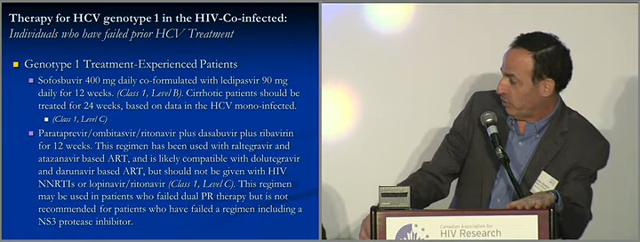 Therapy for HCV genotype 1 in the HIV-Co-infected:
Individuals who have failed prior HCV Treatment
Genotype 1 Treatment-Experienced Patients
Sofosbuvir 400 mg daily co-formulated with ledipasvir 90 mg
daily for 12 weeks. (Class 1, Level B). Cirrhotic patients should be
treated for 24 weeks, based on data in the HCV mono-infected.
(Class 1, Level C)
Parataprevir/ombitasvir/ritonavir plus dasabuvir plus ribavirin
for 12 weeks. This regimen has used with raltegravir and
atazanavir based ART, and is likely compatible with dolutegravir
and darunavir based ART, but should not be given with HIV
NNRTIs or lopinavir/ritonavir (Class 1, Level C). This regimen
may be used in patients who failed dual PR therapy but is not
recommended for patients who have failed a regimen including a
NS3 protease inhibitor.
Canadian Association for
HIV Research